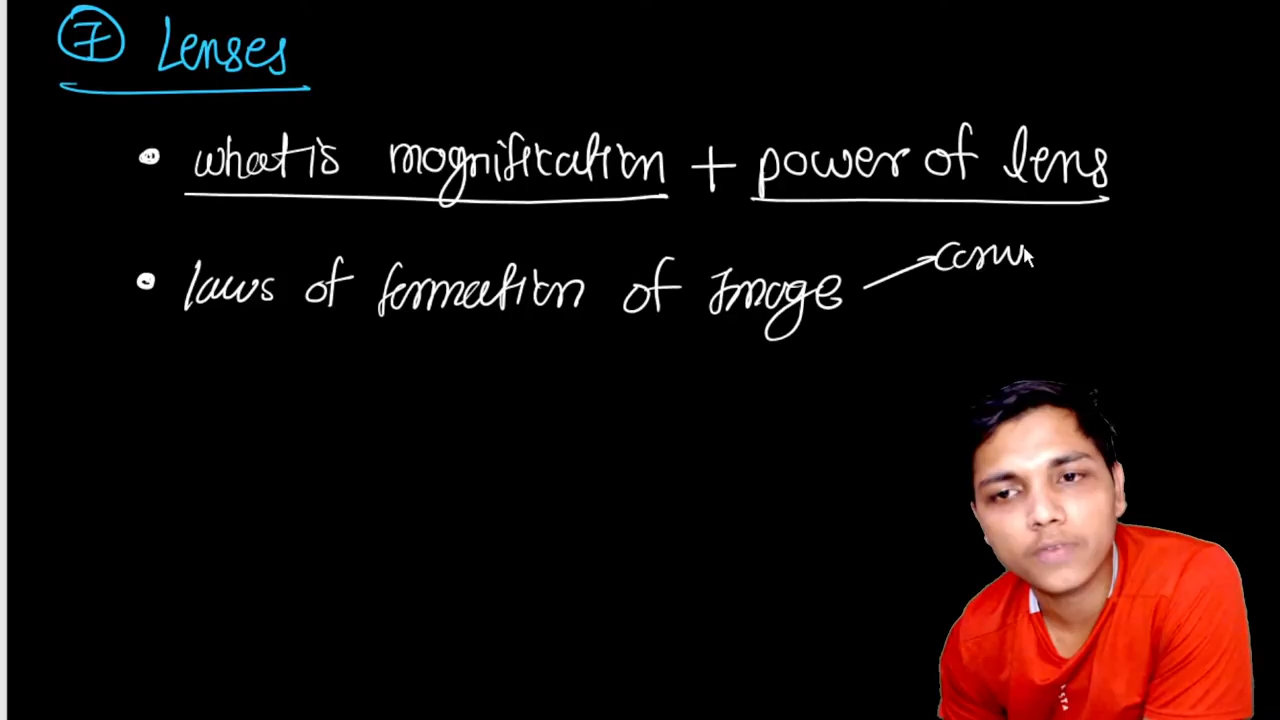 7 Lenses
• what is magnification + power of lens
• laws of formation of Image